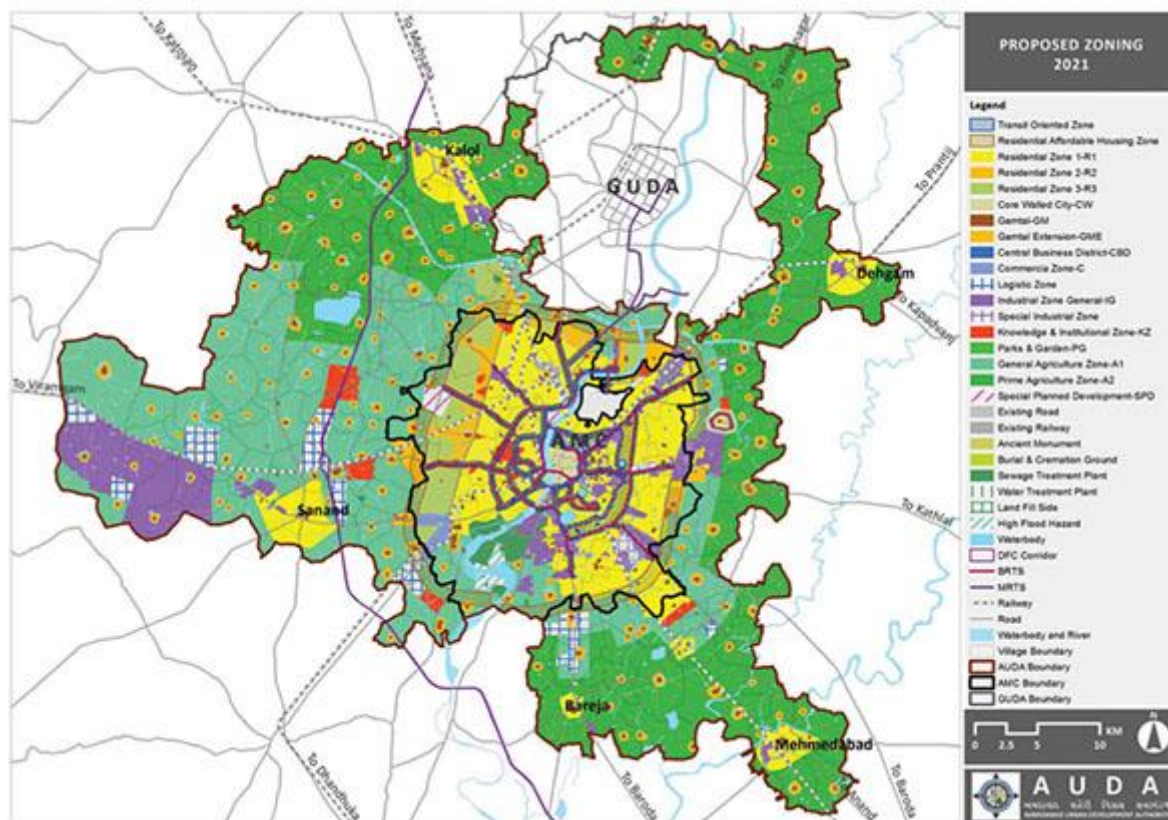 PROPOSED ZONING
2021
Legend
Transit Oriented Zone
Residential Affordable Housing Zone
Residential Zone 1-R1
Residential Zone 2-R2
Residential Zone 3-R3
Core Walled City-CW
Gamtal-GM
Gamtal Extension-GME
Central Business District-CBD
Commercia Zone-C
Logistic Zone
Industrial Zone General-IG
Special Industrial Zone
Knowledge & Institutional Zone-KZ
Parks & Garden-PG
General Agriculture Zone-A1
Prime Agriculture Zone-A2
Special Planned Development-SPD
Existing Road
Existing Railway
Ancient Monument
Burial & Cremation Ground
Sewage Treatment Plant
Water Treatment Plant
Land Fill Side
High Flood Hazard
Waterbody
DFC Corridor
BRTS
MRTS
Railway
Road
Waterbody and River
Village Boundary
AUDA Boundary
AMC Boundary
GUDA Boundary
N
KM
0 2.5 5 10
AUDA
To Katosan
To Mehsana
Kalol
GUDA
To Prantij
Dehgam
To Kapadvanj
To Viramgam
AMC
Sanand
To Kathlal
Bareja
Mehmedabad
To Dhandhuka
To Baroda
Anand
To Baroda